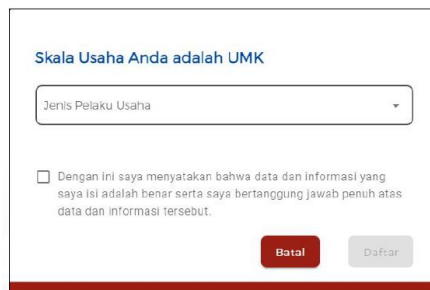 Skala Usaha Anda adalah UMK
Jenis Pelaku Usaha
Dengan ini saya menyatakan bahwa data dan informasi yang
saya isi adalah benar serta saya bertanggung jawab penuh atas
data dan informasi tersebut.
Batal
Daftar